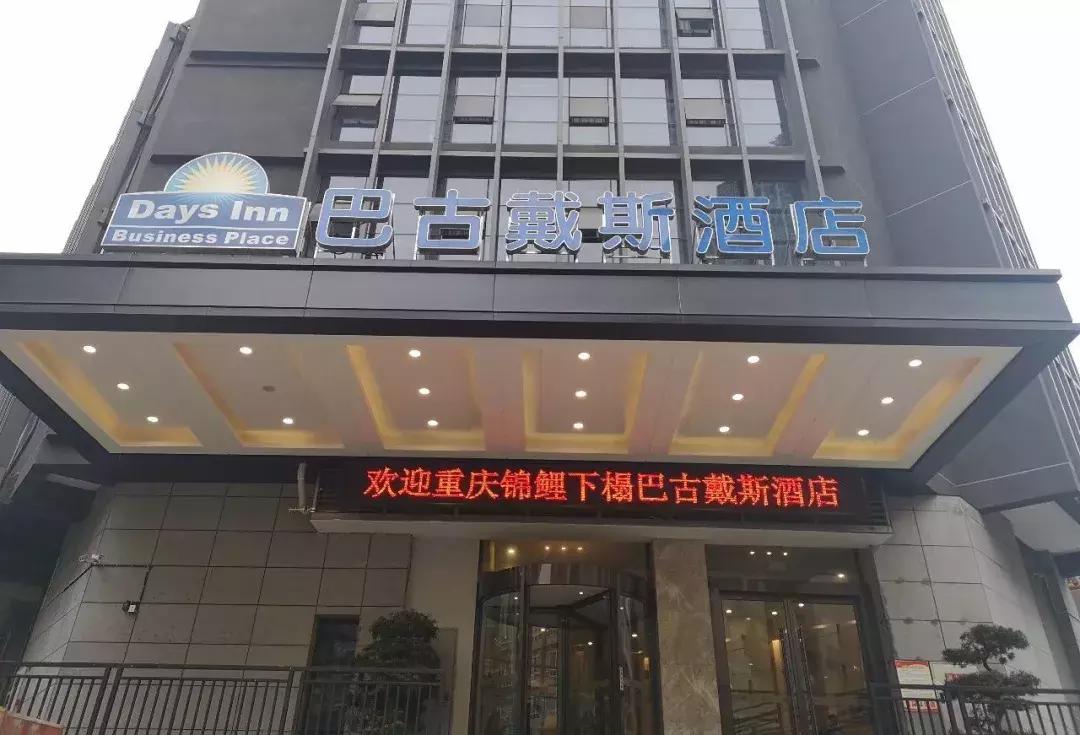 Days Inn
Business Place
巴古戴斯酒店
欢迎重庆锦鲤下榻巴古戴斯酒店